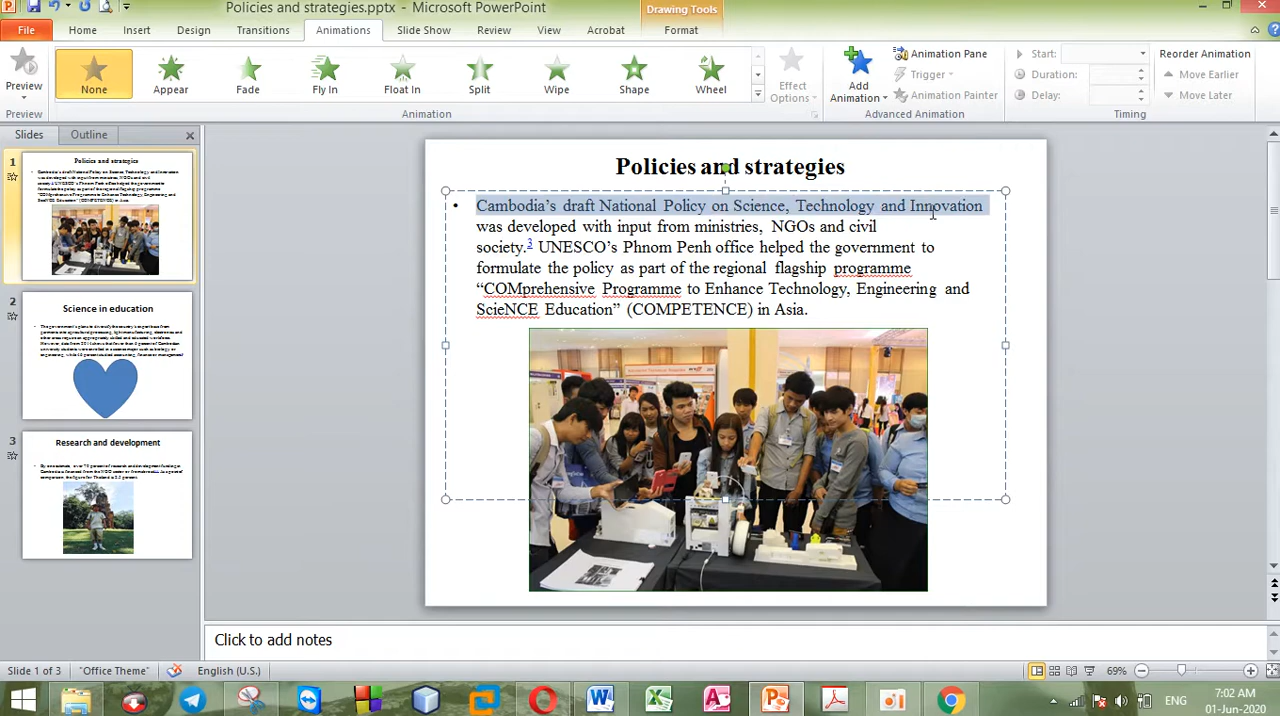 Policies and strategies.pptx - Microsoft PowerPoint
Drawing Tools
File Home Insert Design Transitions Animations Slide Show Review View Acrobat Format
Preview
None Appear Fade Fly In Float In Split Wipe Shape Wheel
Effect Options
Add Animation
Animation Pane
Trigger
Animation Painter
Start:
Duration:
Delay:
Reorder Animation
Move Earlier
Move Later
Preview Animation Advanced Animation Timing
Slides Outline
1
Policies and strategies
2
Science in education
3
Research and development
Policies and strategies
• Cambodia’s draft National Policy on Science, Technology and Innovation
was developed with input from ministries, NGOs and civil
society.3 UNESCO’s Phnom Penh office helped the government to
formulate the policy as part of the regional flagship programme
“COMprehensive Programme to Enhance Technology, Engineering and
ScieNCE Education” (COMPETENCE) in Asia.
Click to add notes
Slide 1 of 3 "Office Theme" English (U.S.) 69%
ENG
7:02 AM
01-Jun-2020